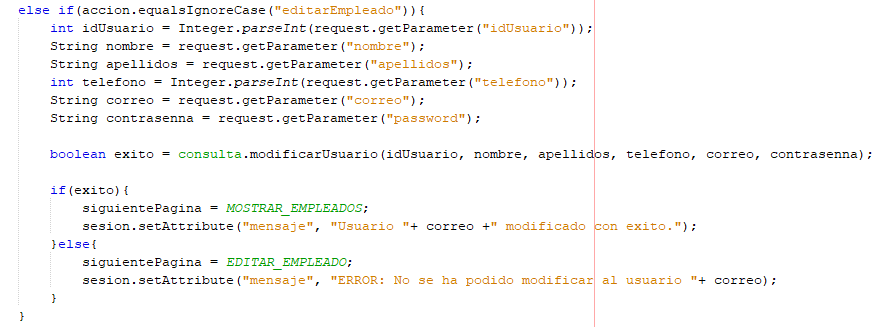 else if(accion.equalsIgnoreCase("editarEmpleado")){
int idUsuario = Integer.parseInt(request.getParameter("idUsuario"));
String nombre = request.getParameter("nombre");
String apellidos = request.getParameter("apellidos");
int telefono = Integer.parseInt(request.getParameter("telefono"));
String correo = request.getParameter("correo");
String contrasenna = request.getParameter("password");
boolean exito = consulta.modificarUsuario(idUsuario, nombre, apellidos, telefono, correo, contrasenna);
if(exito){
siguientePagina = MOSTRAR_EMPLEADOS;
sesion.setAttribute("mensaje", "Usuario "+ correo +" modificado con exito.");
}else{
siguientePagina = EDITAR_EMPLEADO;
sesion.setAttribute("mensaje", "ERROR: No se ha podido modificar al usuario "+ correo);
}
}